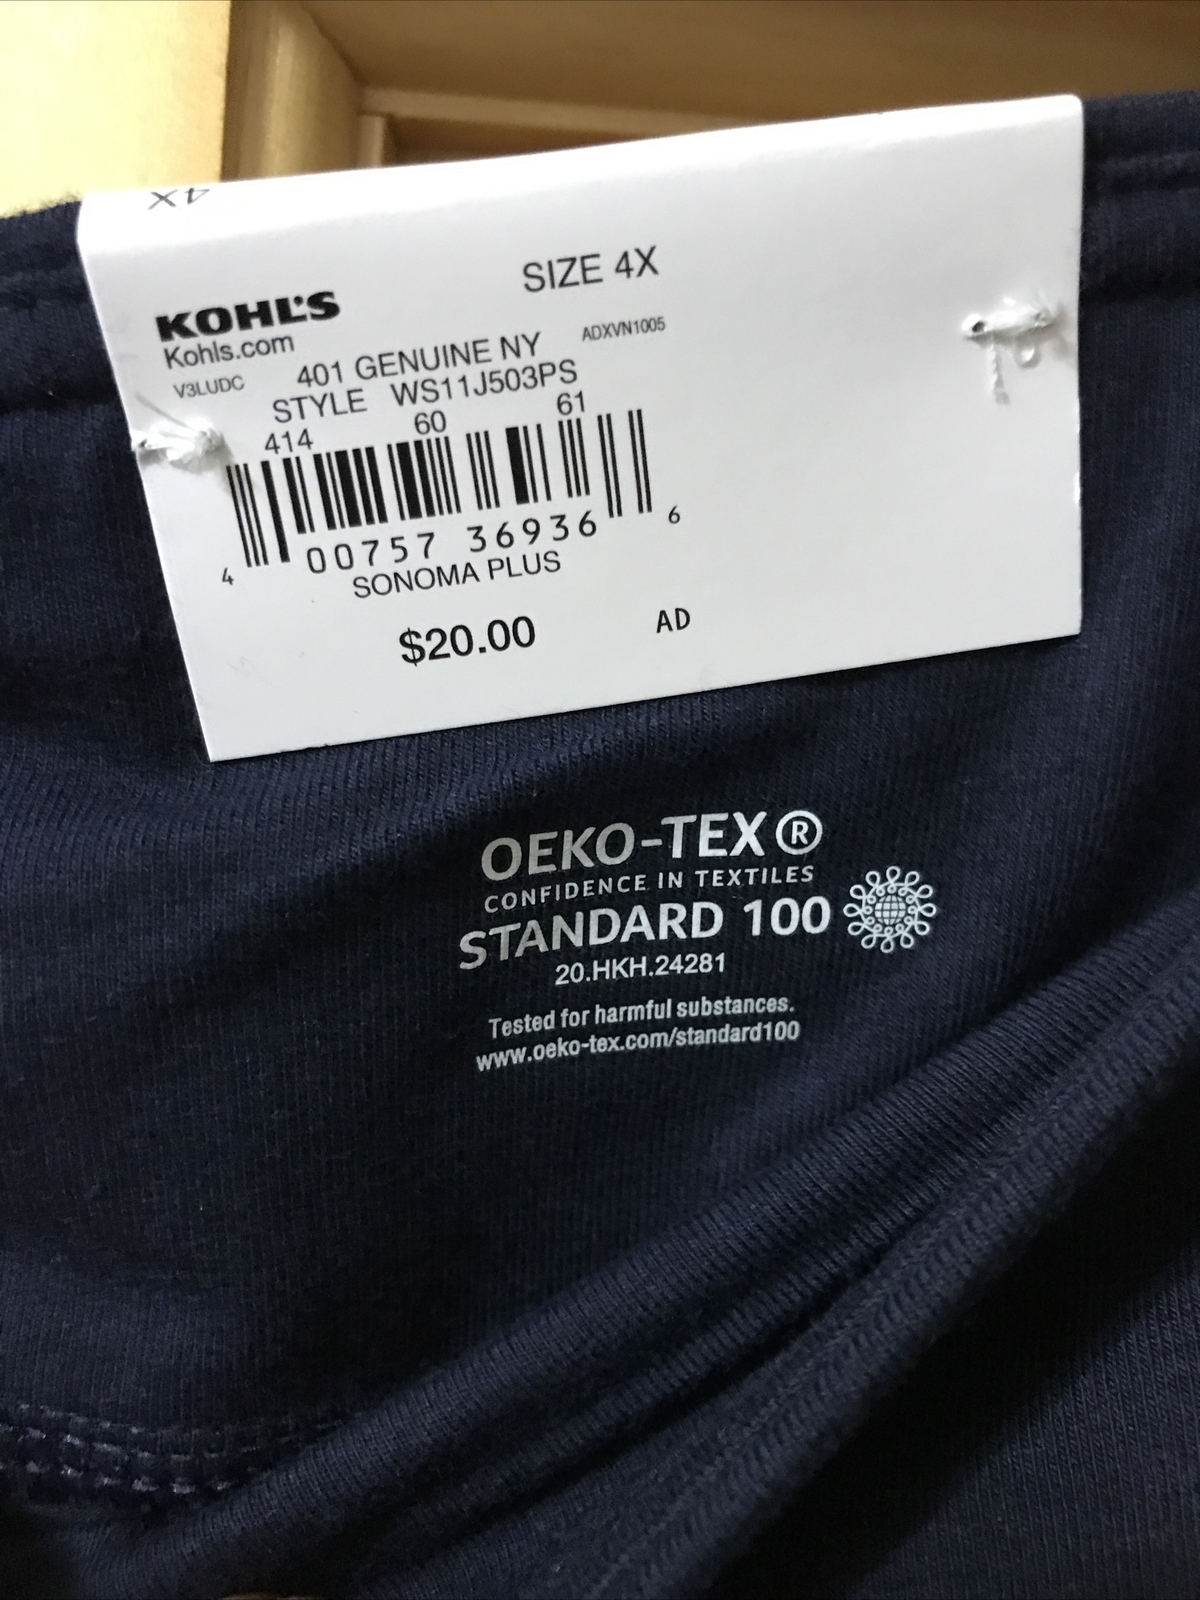 4X
SIZE 4X
KOHL'S
Kohls.com
V3LUDC
401 GENUINE NY
ADXVN1005
STYLE WS11J503PS
414 60 61
4 00757 36936 6
SONOMA PLUS
$20.00
AD
OEKO-TEX®
CONFIDENCE IN TEXTILES
STANDARD 100
20.HKH.24281
Tested for harmful substances.
www.oeko-tex.com/standard100